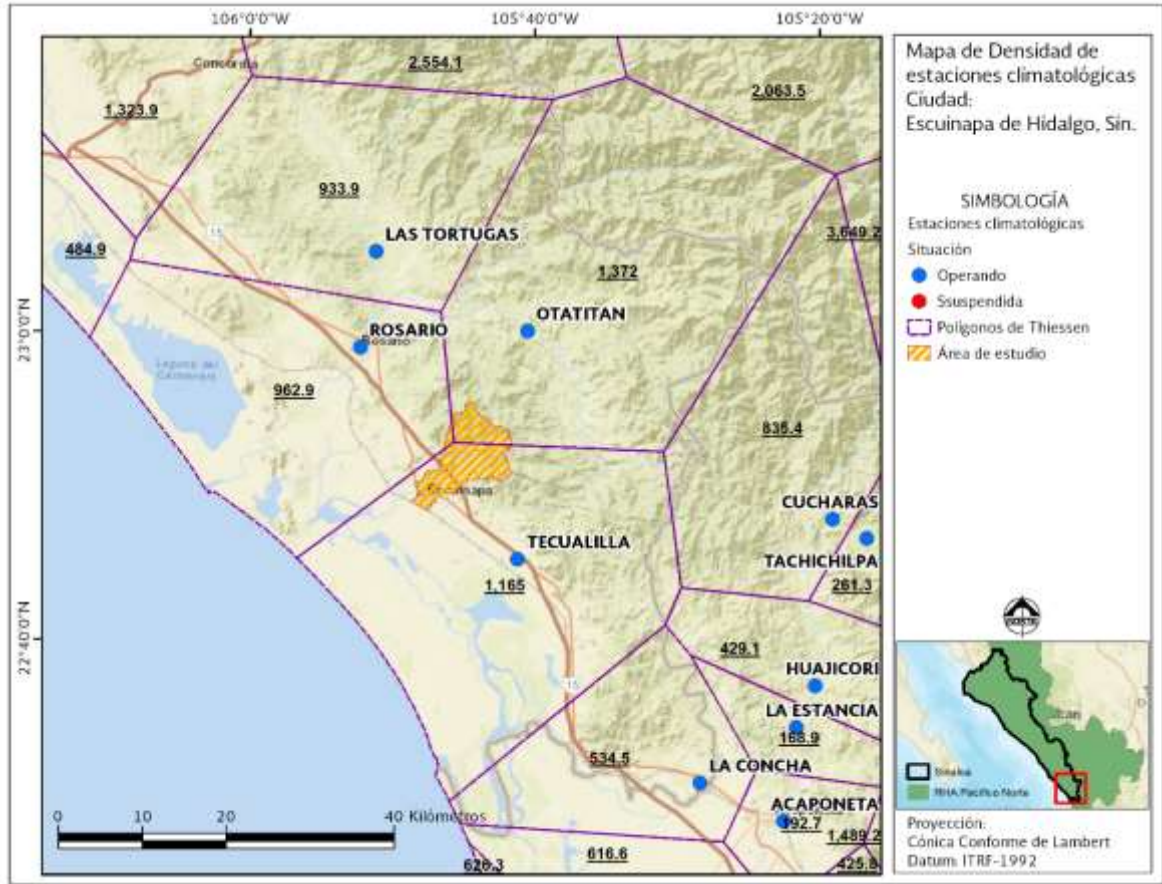 106°0'0"W
105°40'0"W
105°20'0"W
23°0'0"N
22°40'0"N
Concordia
2,554.1
2,063.5
1,323.9
933.9
15
LAS TORTUGAS
484.9
3,649.2
1,372
OTATITAN
ROSARIO
Rosario
962.9
835.4
CUCHARAS
TACHICHILPA
TECUALILLA
1,165
261.3
429.1
HUAJICORI
LA ESTANCIA
168.9
15
534.5
LA CONCHA
ACAPONETA
192.7
1,489.2
616.6
425.8
0 10 20 40 Kilómetros
Mapa de Densidad de
estaciones climatológicas
Ciudad:
Escuinapa de Hidalgo, Sin.
SIMBOLOGÍA
Estaciones climatológicas
Situación
Operando
Ssuspendida
Polígonos de Thiessen
Área de estudio
NORTE
Sinaloa
RHA Pacífico Norte
Proyección:
Cónica Conforme de Lambert
Datum: ITRF-1992